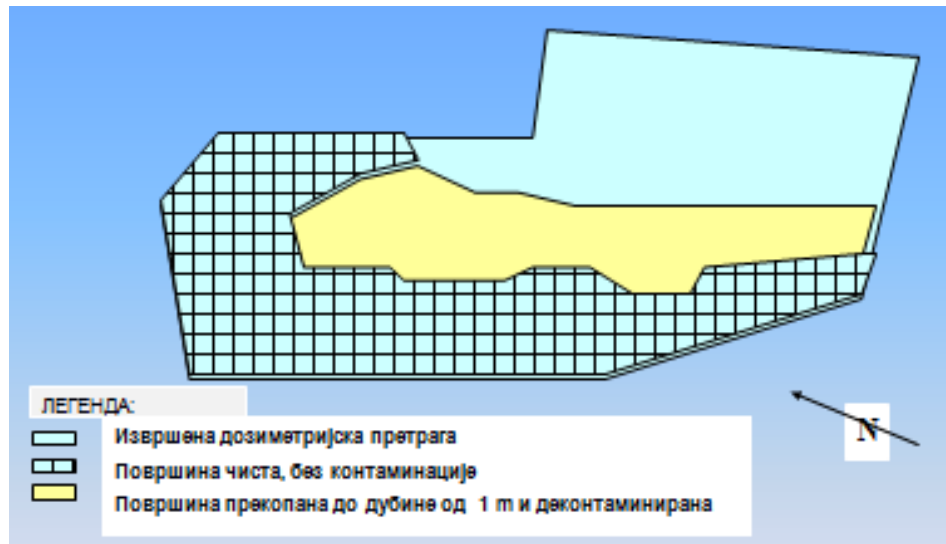 N
ЛЕГЕНДА:
Извршена дозиметријска претрага
Површина чиста, без контаминације
Површина прекопана до дубине од 1 m и деконтаминирана